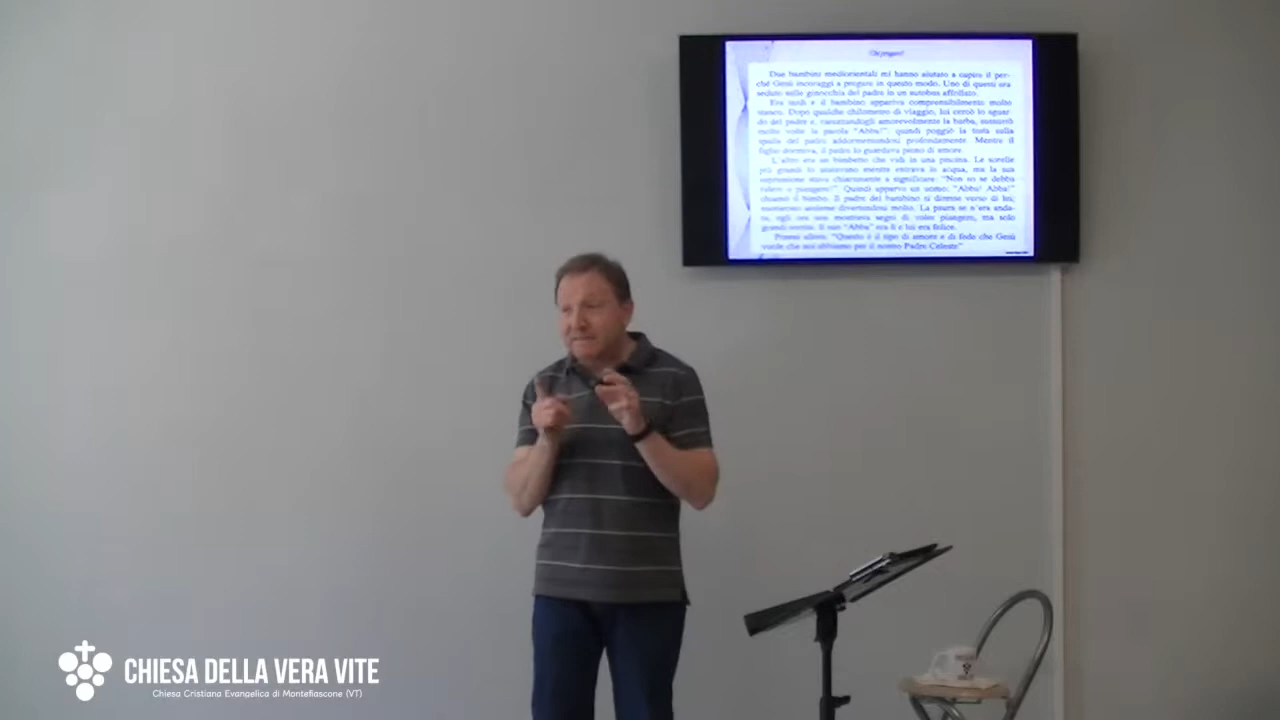 Due bambini mediorientali mi hanno aiutato a capire il per-
ché Gesù incoraggi a pregare in questo modo. Uno di questi era
seduto sulle ginocchia del padre in un autobus affollato.
Era tardi e il bambino appariva comprensibilmente molto
stanco. Dopo qualche chilometro di viaggio, lui cercò lo sguar-
do del padre e, amorevolmente la barba, sussurrò
molte volte la parola "Abba!", quindi poggiò la testa sulla
spalla del padre addormentandosi profondamente. Mentre il
figlio dormiva, il padre lo guardava pieno di amore.
L'altro era un bimbetto che vidi in una piscina. Le sorelle
più grandi lo aiutavano mentre entrava in acqua, ma la sua
espressione stava chiaramente a significare: "Non so se debba
ridere o piangere!". Quando apparve un uomo: "Abba! Abba!"
chiamò il bimbo. Il padre del bambino si diresse verso di lui;
nuotarono assieme divertendosi molto. La paura se n'era anda-
ta, egli ora non mostrava segni di voler piangere, ma solo
grandi sorrisi. Il suo "Abba" era lì e lui era felice.
Pensai allora: "Questo è il tipo di amore e di fede che Gesù
vuole che noi abbiamo per il nostro Padre Celeste"
CHIESA DELLA VERA VITE
Chiesa Cristiana Evangelica di Montefiascone (VT)